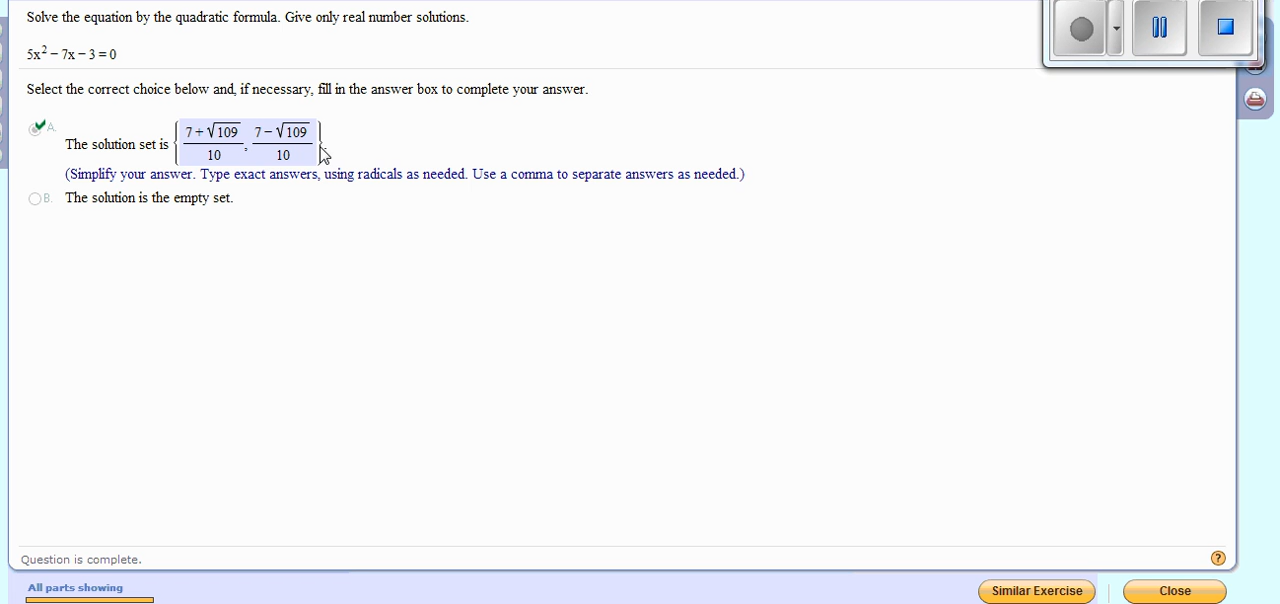 Solve the equation by the quadratic formula. Give only real number solutions.
5x² − 7x − 3 = 0
Select the correct choice below and, if necessary, fill in the answer box to complete your answer.
A. The solution set is { (7 + √109)/10 , (7 − √109)/10 }.
(Simplify your answer. Type exact answers, using radicals as needed. Use a comma to separate answers as needed.)
B. The solution is the empty set.
Question is complete.
?
All parts showing
Similar Exercise
Close